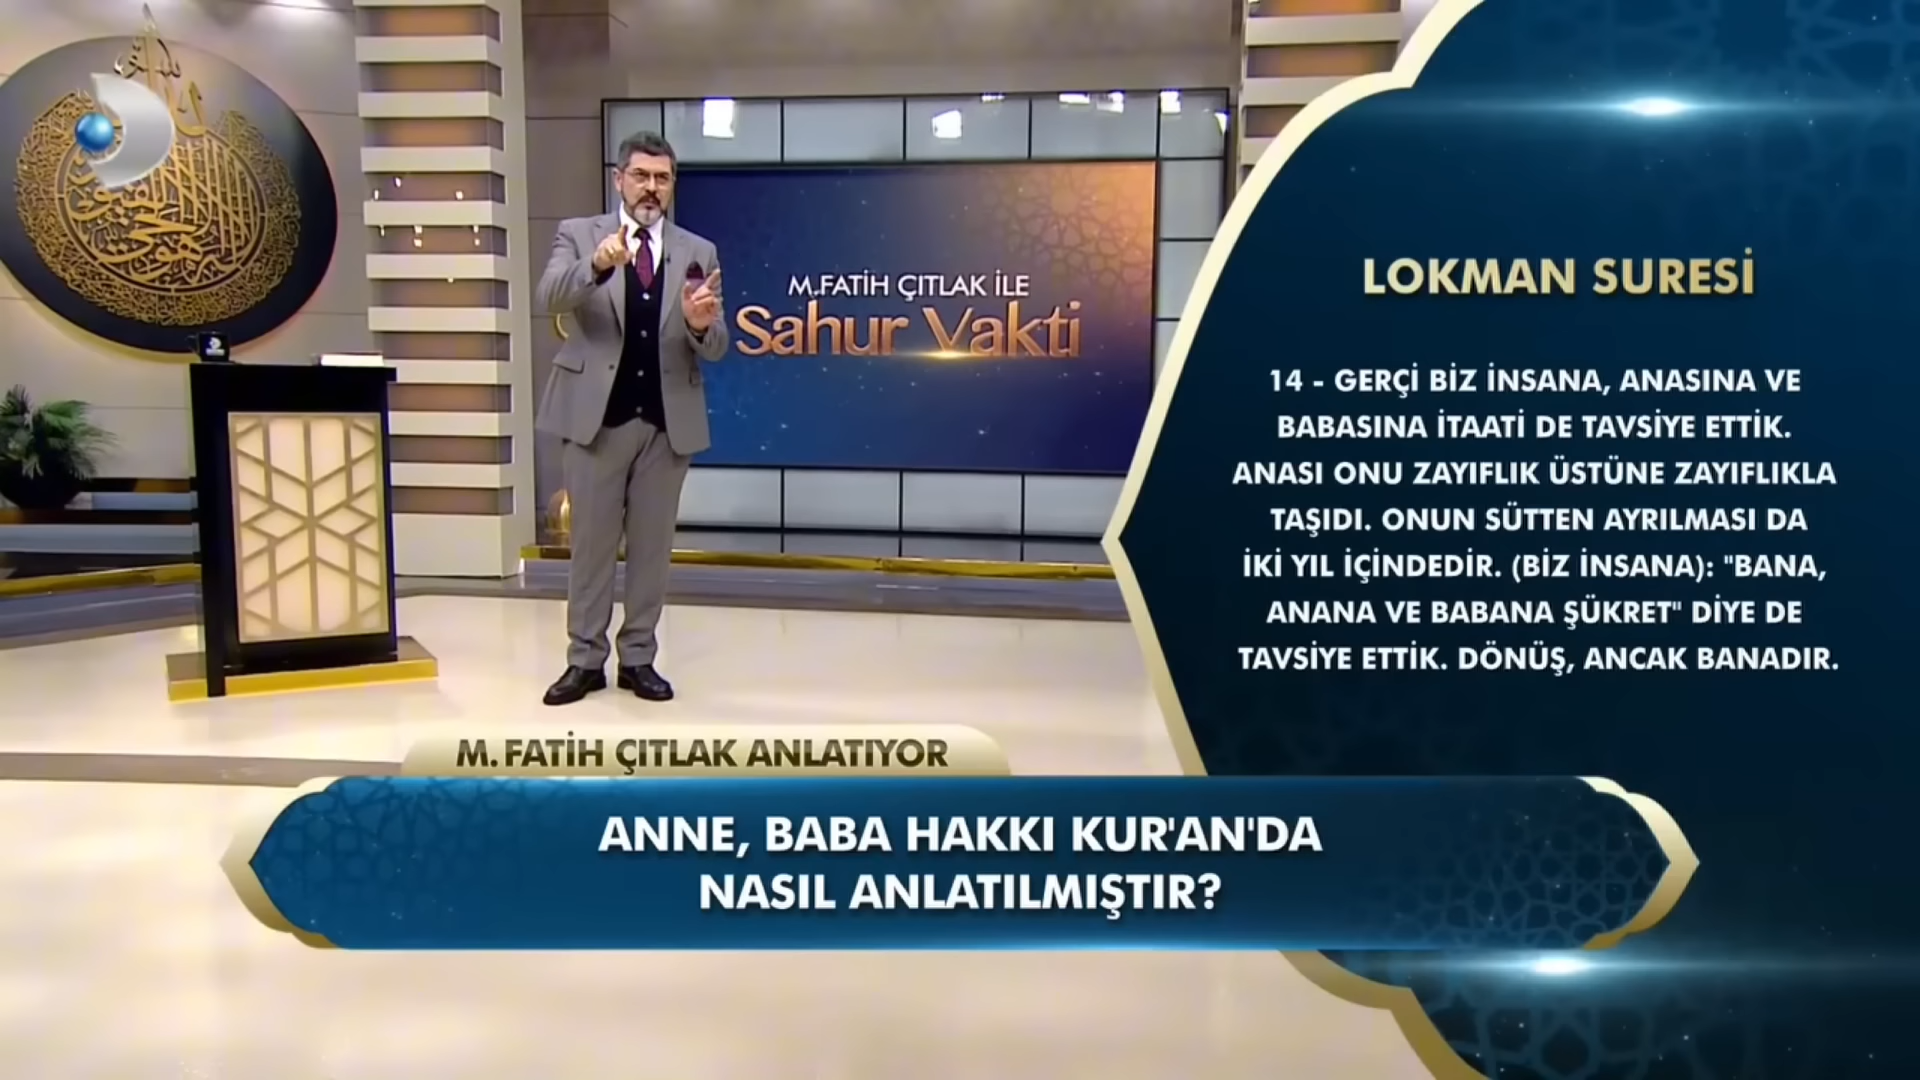 M.FATİH ÇITLAK İLE
Sahur Vakti
LOKMAN SURESİ
14 - GERÇİ BİZ İNSANA, ANASINA VE
BABASINA İTAATİ DE TAVSİYE ETTİK.
ANASI ONU ZAYIFLIK ÜSTÜNE ZAYIFLIKLA
TAŞIDI. ONUN SÜTTEN AYRILMASI DA
İKİ YIL İÇİNDEDİR. (BİZ İNSANA): "BANA,
ANANA VE BABANA ŞÜKRET" DİYE DE
TAVSİYE ETTİK. DÖNÜŞ, ANCAK BANADIR.
M. FATİH ÇITLAK ANLATIYOR
ANNE, BABA HAKKI KUR'AN'DA
NASIL ANLATILMIŞTIR?